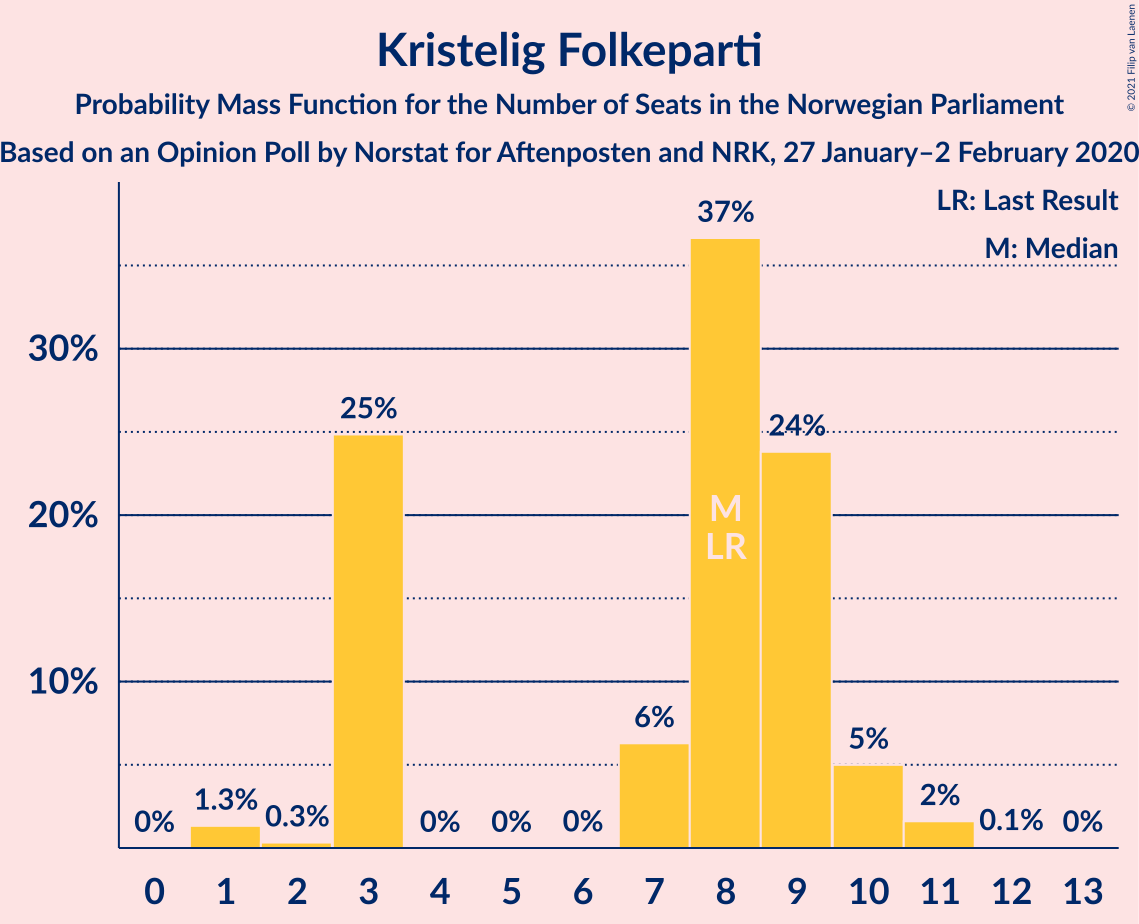 Kristelig Folkeparti
Probability Mass Function for the Number of Seats in the Norwegian Parliament
Based on an Opinion Poll by Norstat for Aftenposten and NRK, 27 January–2 February 2020
© 2021 Filip van Laenen
LR: Last Result
M: Median
37%
30%
25%
24%
20%
M
LR
10%
6%
5%
0%
1.3%
0.3%
0%
0%
0%
2%
0.1%
0%
0 1 2 3 4 5 6 7 8 9 10 11 12 13